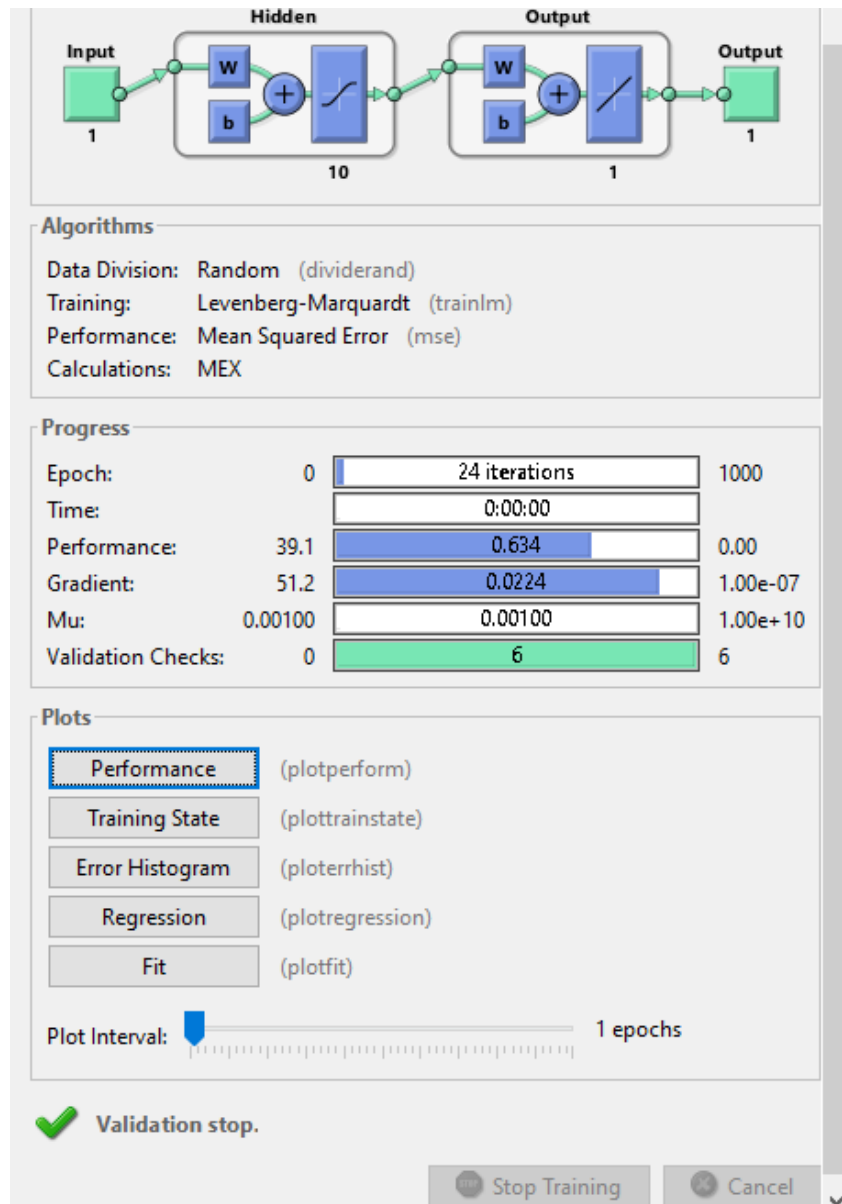 Hidden Output
Input Output
W W
b b
1 1
10 1
Algorithms
Data Division: Random (dividerand)
Training: Levenberg-Marquardt (trainlm)
Performance: Mean Squared Error (mse)
Calculations: MEX
Progress
Epoch: 0 24 iterations 1000
Time: 0:00:00
Performance: 39.1 0.634 0.00
Gradient: 51.2 0.0224 1.00e-07
Mu: 0.00100 0.00100 1.00e+10
Validation Checks: 0 6 6
Plots
Performance (plotperform)
Training State (plottrainstate)
Error Histogram (ploterrhist)
Regression (plotregression)
Fit (plotfit)
Plot Interval: 1 epochs
Validation stop.
Stop Training Cancel